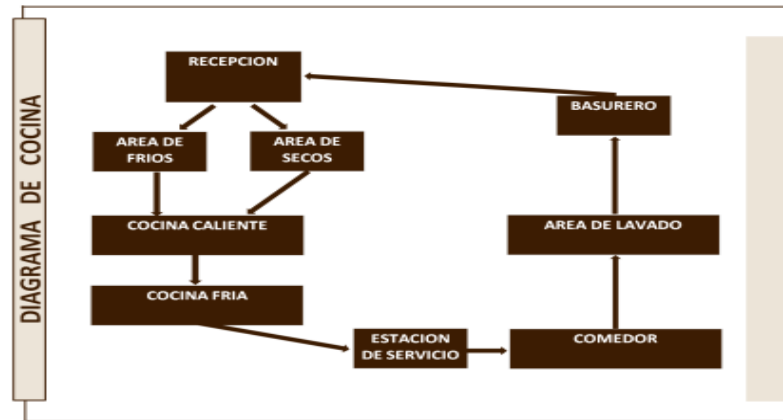 DIAGRAMA DE COCINA
RECEPCION
BASURERO
AREA DE
FRIOS
AREA DE
SECOS
COCINA CALIENTE
AREA DE LAVADO
COCINA FRIA
ESTACION
DE SERVICIO
COMEDOR